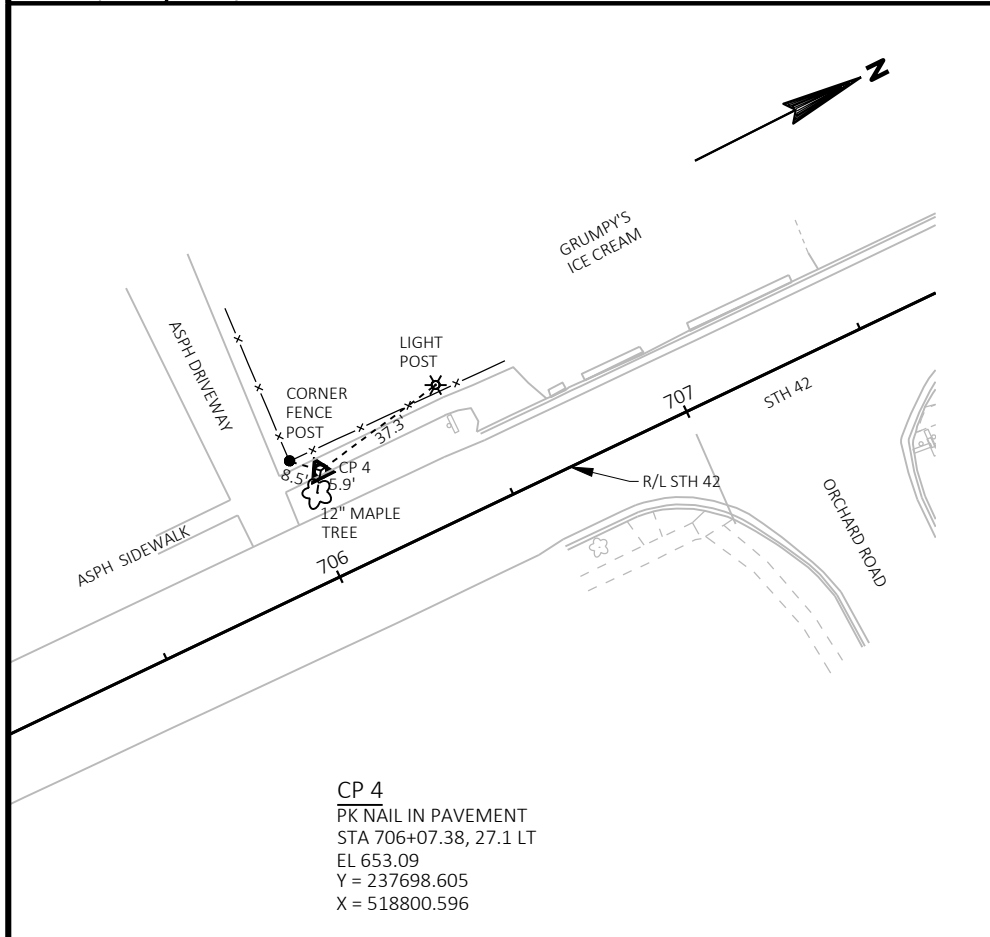 N
GRUMPY'S
ICE CREAM
ASPH DRIVEWAY
LIGHT
POST
CORNER
FENCE
POST
37.3'
707
STH 42
CP 4
8.5'
5.9'
R/L STH 42
12" MAPLE
TREE
ORCHARD ROAD
ASPH SIDEWALK
706
CP 4
PK NAIL IN PAVEMENT
STA 706+07.38, 27.1 LT
EL 653.09
Y = 237698.605
X = 518800.596